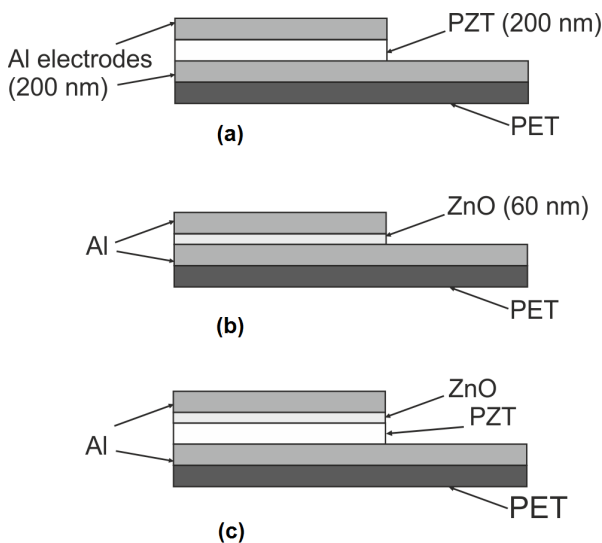 PZT (200 nm)
Al electrodes
(200 nm)
PET
(a)
ZnO (60 nm)
Al
PET
(b)
ZnO
PZT
Al
PET
(c)